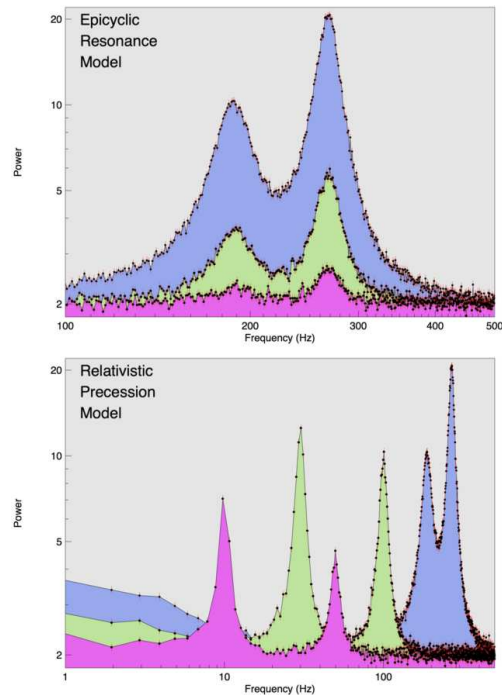 Epicyclic
Resonance
Model
20
10
5
2
Power
100
200
300
400
500
Frequency (Hz)
Relativistic
Precession
Model
20
10
5
2
Power
1
10
100
Frequency (Hz)